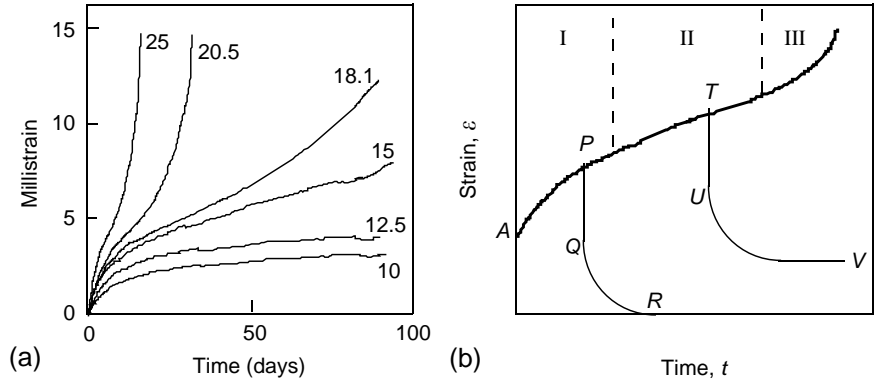 15
10
5
0
Millistrain
25
20.5
18.1
15
12.5
10
0
50
100
Time (days)
(a)
I
II
III
Strain, ε
A
P
Q
R
T
U
V
Time, t
(b)